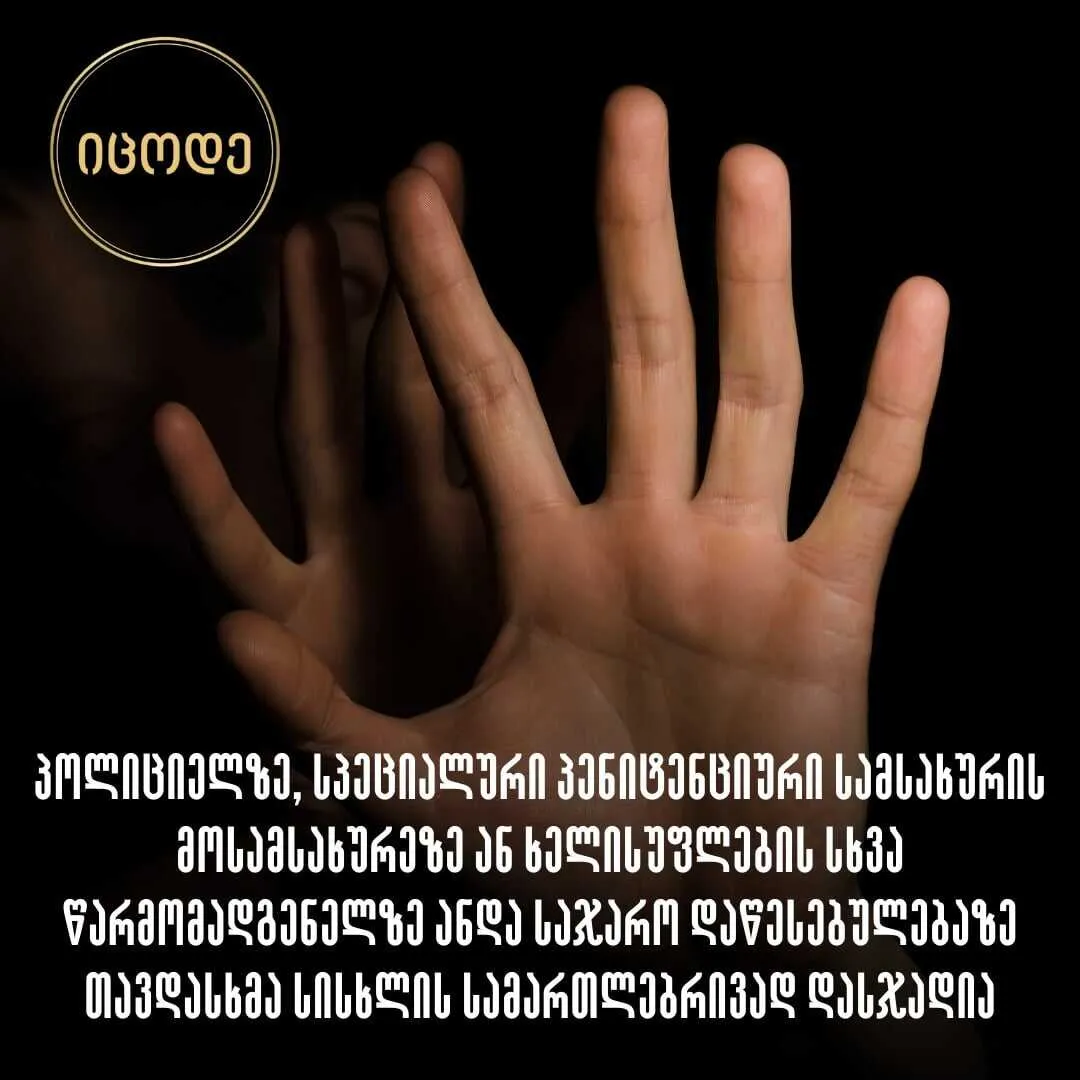 იცოდე
პოლიციელზე, სპეციალური პენიტენციური სამსახურის
მოსამსახურეზე ან ხელისუფლების სხვა
წარმომადგენელზე ანდა საჯარო დაწესებულებაზე
თავდასხმა სისხლის სამართლებრივად დასჯადია